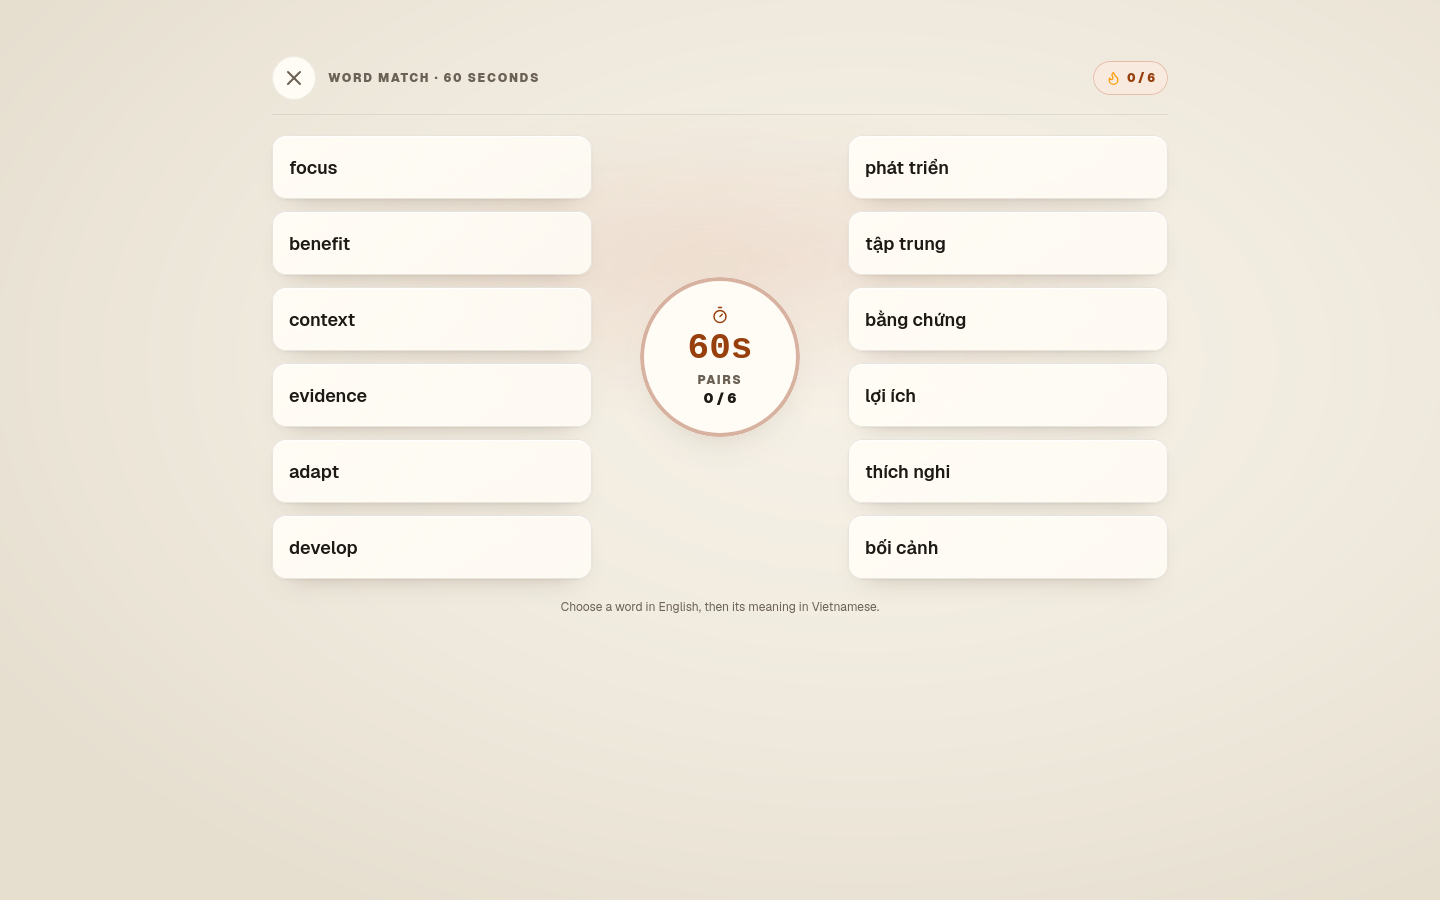 WORD MATCH · 60 SECONDS
0 / 6
focus
benefit
context
evidence
adapt
develop
60s
PAIRS
0 / 6
phát triển
tập trung
bằng chứng
lợi ích
thích nghi
bối cảnh
Choose a word in English, then its meaning in Vietnamese.